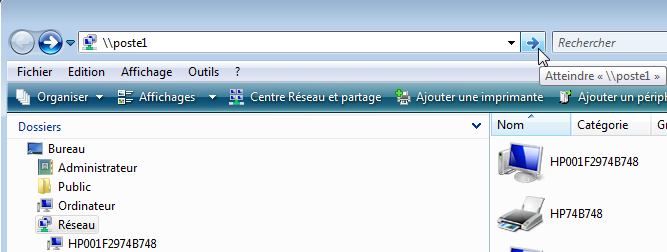 \\poste1
Rechercher
Atteindre « \\poste1 »
Fichier Edition Affichage Outils ?
Organiser Affichages Centre Réseau et partage Ajouter une imprimante Ajouter un périph
Dossiers
Nom Catégorie Gr
Bureau
Administrateur
Public
Ordinateur
Réseau
HP001F2974B748
HP001F2974B748
HP74B748